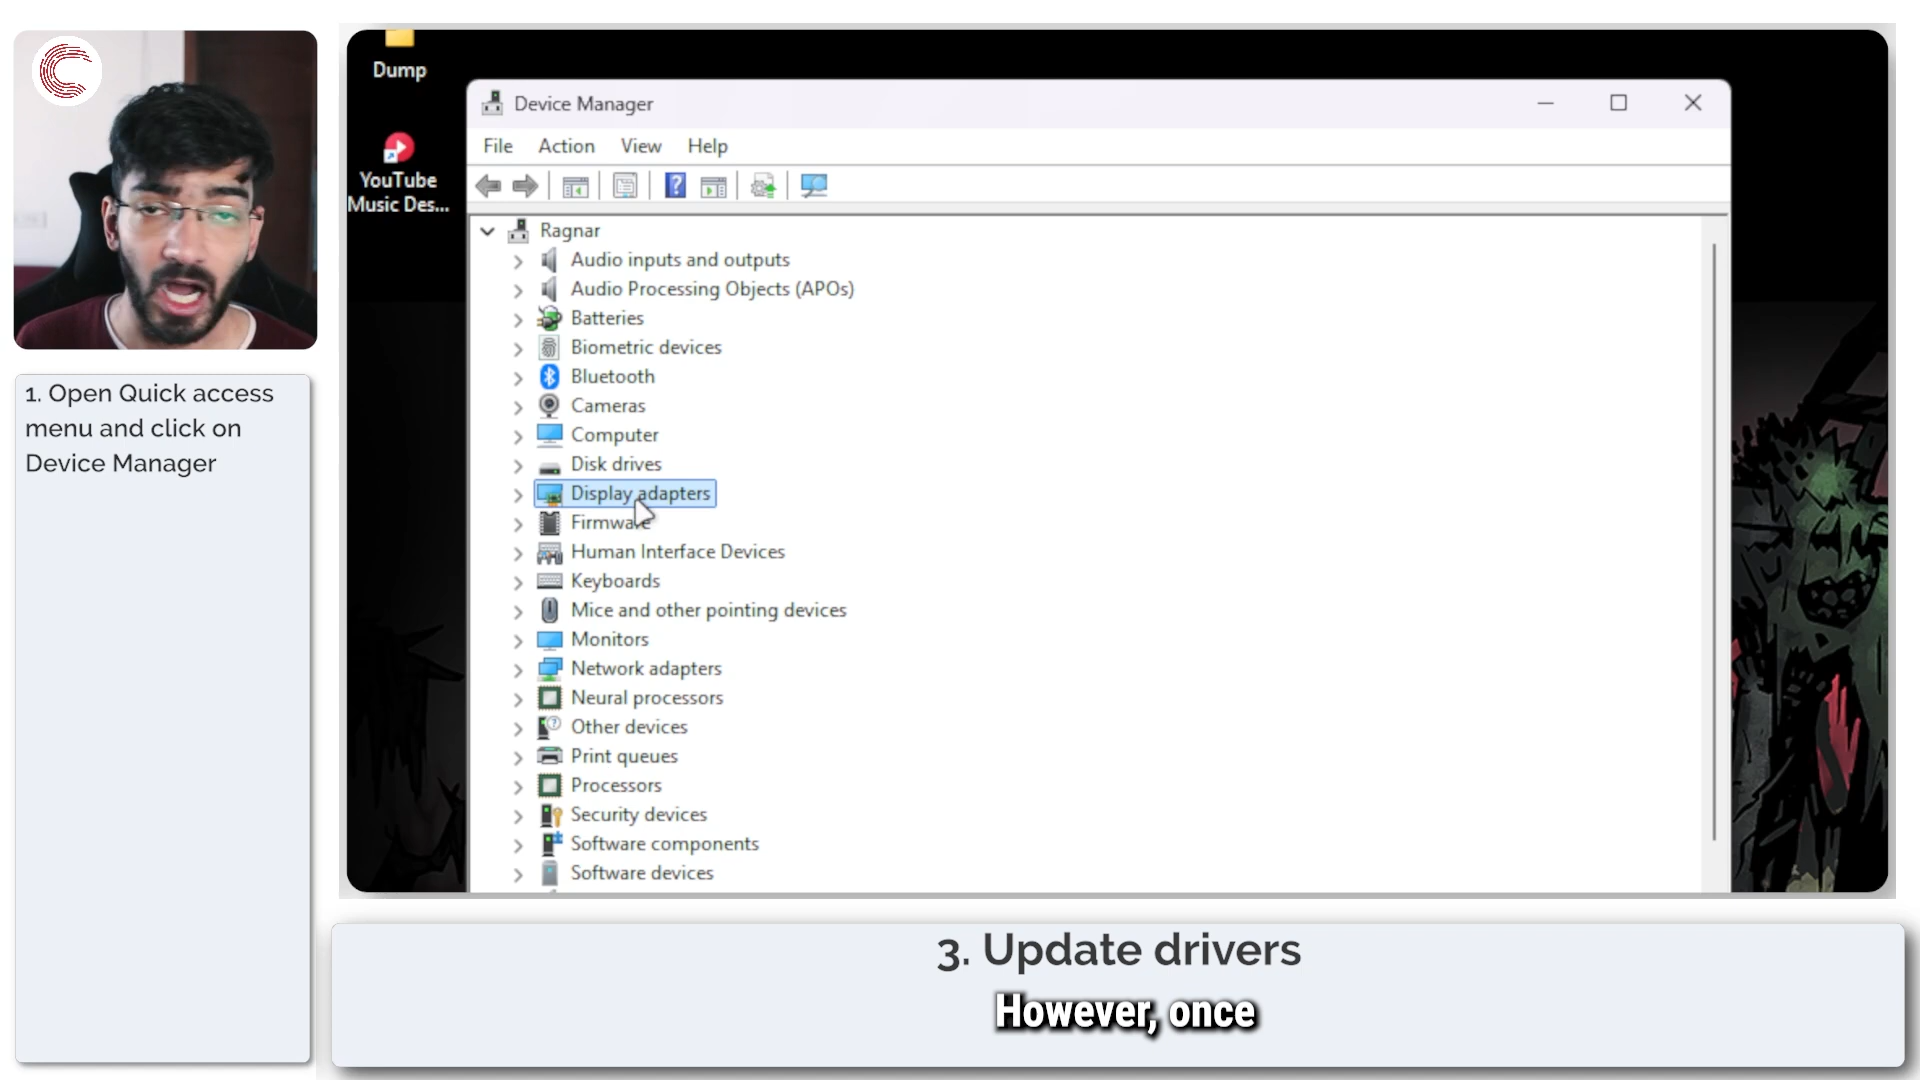 Dump
YouTube
Music Des...
Device Manager
File Action View Help
Ragnar
Audio inputs and outputs
Audio Processing Objects (APOs)
Batteries
Biometric devices
Bluetooth
Cameras
Computer
Disk drives
Display adapters
Firmware
Human Interface Devices
Keyboards
Mice and other pointing devices
Monitors
Network adapters
Neural processors
Other devices
Print queues
Processors
Security devices
Software components
Software devices
1. Open Quick access
menu and click on
Device Manager
3. Update drivers
However, once